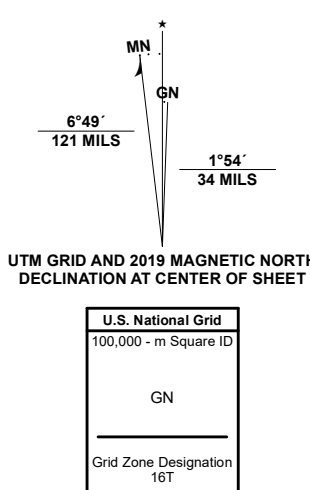 ★
MN
GN
6°49´
121 MILS
1°54´
34 MILS
UTM GRID AND 2019 MAGNETIC NORTH
DECLINATION AT CENTER OF SHEET
U.S. National Grid
100,000 - m Square ID
GN
Grid Zone Designation
16T